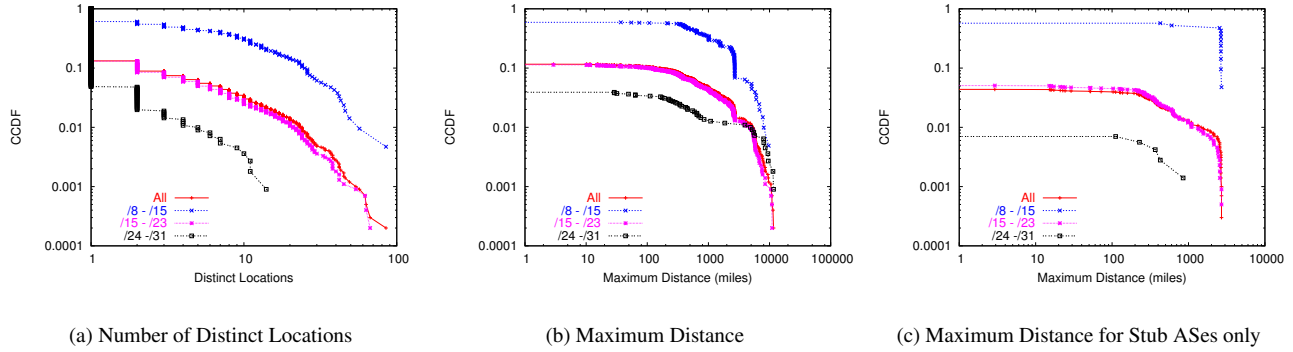 1
0.1
0.01
0.001
0.0001
CCDF
All
/8 - /15
/15 - /23
/24 -/31
1
10
100
Distinct Locations
(a) Number of Distinct Locations
1
0.1
0.01
0.001
0.0001
CCDF
All
/8 - /15
/15 - /23
/24 -/31
1
10
100
1000
10000
100000
Maximum Distance (miles)
(b) Maximum Distance
1
0.1
0.01
0.001
0.0001
CCDF
All
/8 - /15
/15 - /23
/24 -/31
1
10
100
1000
10000
Maximum Distance (miles)
(c) Maximum Distance for Stub ASes only